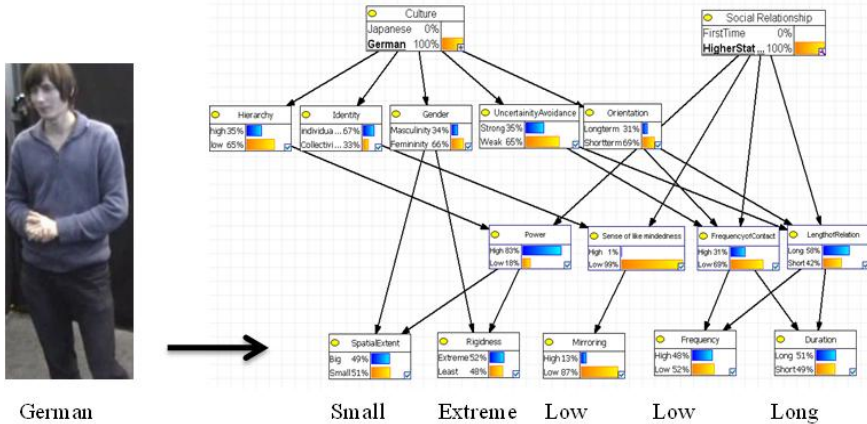 Culture
Japanese 0%
German 100%
Social Relationship
FirstTime 0%
HigherStat ... 100%
Hierarchy
high 35%
low 65%
Identity
individua ... 67%
Collectivi ... 33%
Gender
Masculinity 34%
Femininity 66%
UncertaintyAvoidance
Strong 35%
Weak 65%
Orientation
Longterm 31%
Shortterm 69%
Power
High 83%
Low 18%
Sense of like mindedness
High 1%
Low 99%
FrequencyofContact
High 31%
Low 69%
LengthofRelation
Long 58%
Short 42%
SpatialExtent
Big 49%
Small 51%
Rigidness
Extreme 52%
Least 48%
Mirroring
High 13%
Low 87%
Frequency
High 48%
Low 52%
Duration
Long 51%
Short 49%
German
Small
Extreme
Low
Low
Long